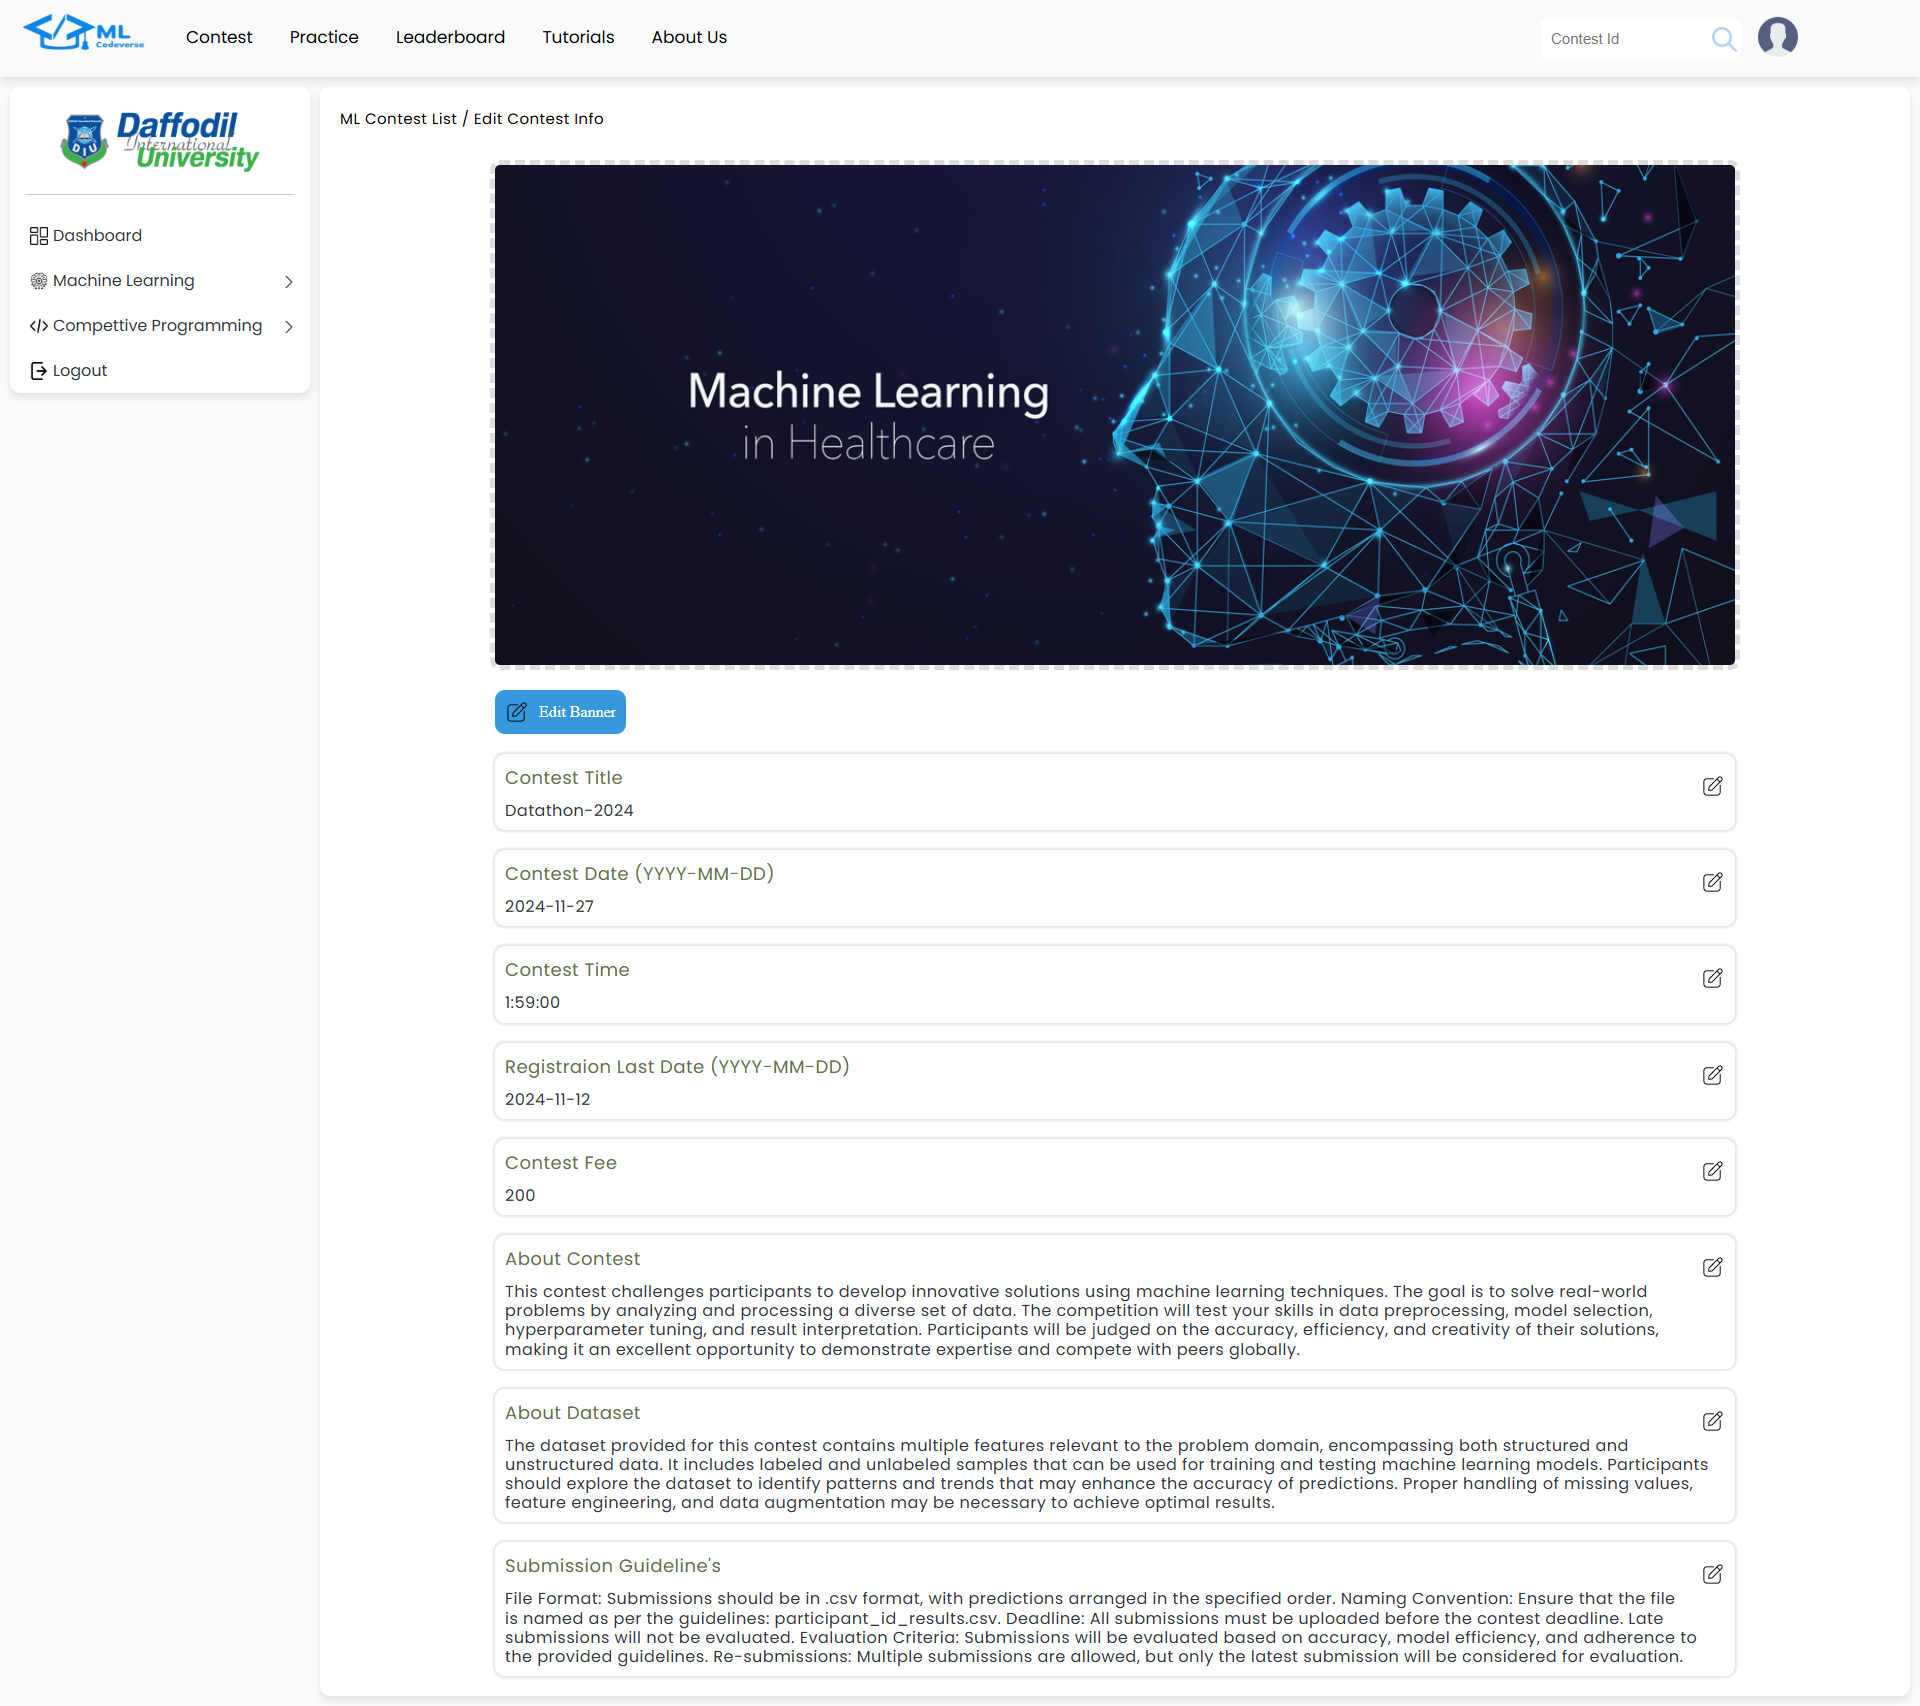 ML
Codeverse
Contest
Practice
Leaderboard
Tutorials
About Us
Contest Id
Daffodil
International
University
DIU
Dashboard
Machine Learning
Compettive Programming
Logout
ML Contest List / Edit Contest Info
Machine Learning
in Healthcare
Edit Banner
Contest Title
Datathon-2024
Contest Date (YYYY-MM-DD)
2024-11-27
Contest Time
1:59:00
Registraion Last Date (YYYY-MM-DD)
2024-11-12
Contest Fee
200
About Contest
This contest challenges participants to develop innovative solutions using machine learning techniques. The goal is to solve real-world
problems by analyzing and processing a diverse set of data. The competition will test your skills in data preprocessing, model selection,
hyperparameter tuning, and result interpretation. Participants will be judged on the accuracy, efficiency, and creativity of their solutions,
making it an excellent opportunity to demonstrate expertise and compete with peers globally.
About Dataset
The dataset provided for this contest contains multiple features relevant to the problem domain, encompassing both structured and
unstructured data. It includes labeled and unlabeled samples that can be used for training and testing machine learning models. Participants
should explore the dataset to identify patterns and trends that may enhance the accuracy of predictions. Proper handling of missing values,
feature engineering, and data augmentation may be necessary to achieve optimal results.
Submission Guideline's
File Format: Submissions should be in .csv format, with predictions arranged in the specified order. Naming Convention: Ensure that the file
is named as per the guidelines: participant_id_results.csv. Deadline: All submissions must be uploaded before the contest deadline. Late
submissions will not be evaluated. Evaluation Criteria: Submissions will be evaluated based on accuracy, model efficiency, and adherence to
the provided guidelines. Re-submissions: Multiple submissions are allowed, but only the latest submission will be considered for evaluation.